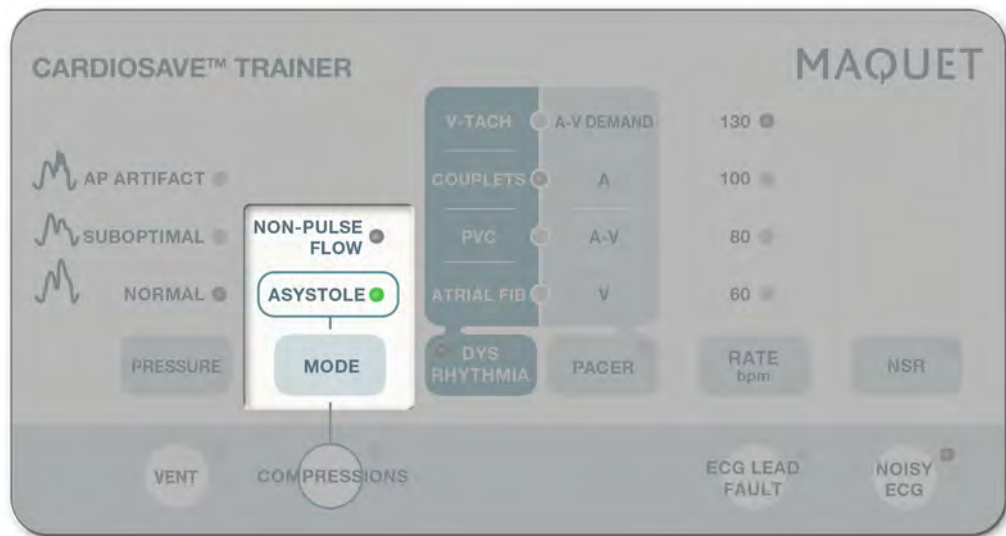 CARDIOSAVE™ TRAINER
MAQUET
V-TACH
A-V DEMAND
130
AP ARTIFACT
COUPLETS
A
100
SUBOPTIMAL
NON-PULSE
FLOW
PVC
A-V
80
NORMAL
ASYSTOLE
ATRIAL FIB
V
60
PRESSURE
MODE
DYS
RHYTHMIA
PACER
RATE
bpm
NSR
VENT
COMPRESSIONS
ECG LEAD
FAULT
NOISY
ECG